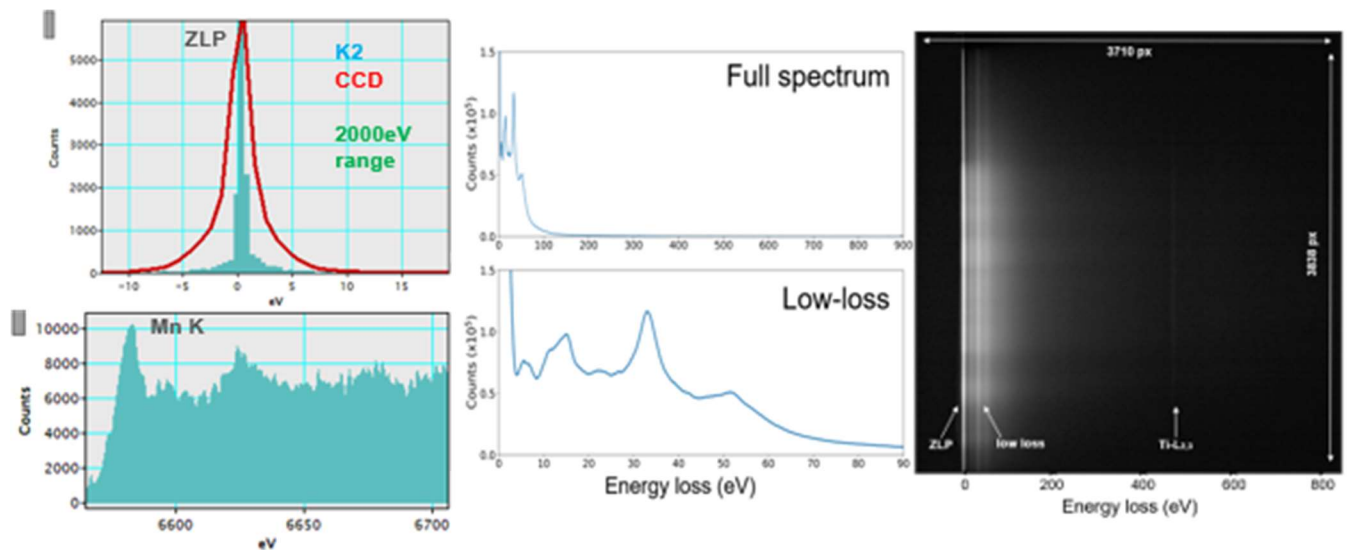 ZLP
K2
CCD
2000eV
range
Counts
5000
4000
3000
2000
1000
0
-10
-5
0
5
10
15
eV
Mn K
Counts
10000
8000
6000
4000
2000
0
6600
6650
6700
eV
Full spectrum
Counts (x10⁵)
1.5
1.0
0.5
0.0
0
100
200
300
400
500
600
700
800
900
Low-loss
Counts (x10⁵)
1.5
1.0
0.5
0.0
0
10
20
30
40
50
60
70
80
90
Energy loss (eV)
3710 px
3838 px
ZLP
low loss
Ti-L₂,₃
0
200
400
600
800
Energy loss (eV)